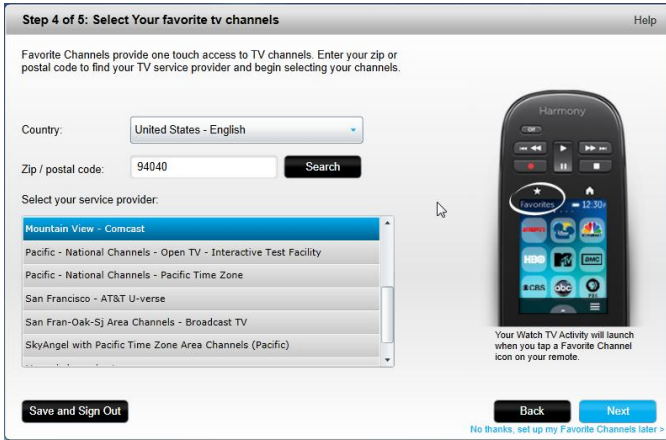 Step 4 of 5: Select Your favorite tv channels
Help
Favorite Channels provide one touch access to TV channels. Enter your zip or
postal code to find your TV service provider and begin selecting your channels.
Country:
United States - English
Zip / postal code:
94040
Search
Select your service provider:
Mountain View - Comcast
Pacific - National Channels - Open TV - Interactive Test Facility
Pacific - National Channels - Pacific Time Zone
San Francisco - AT&T U-verse
San Fran-Oak-Sj Area Channels - Broadcast TV
SkyAngel with Pacific Time Zone Area Channels (Pacific)
Harmony
Off
Favorites
12:30
HBO
AMC
CBS
abc
PBS
Your Watch TV Activity will launch
when you tap a Favorite Channel
icon on your remote.
Save and Sign Out
Back
Next
No thanks, set up my Favorite Channels later >